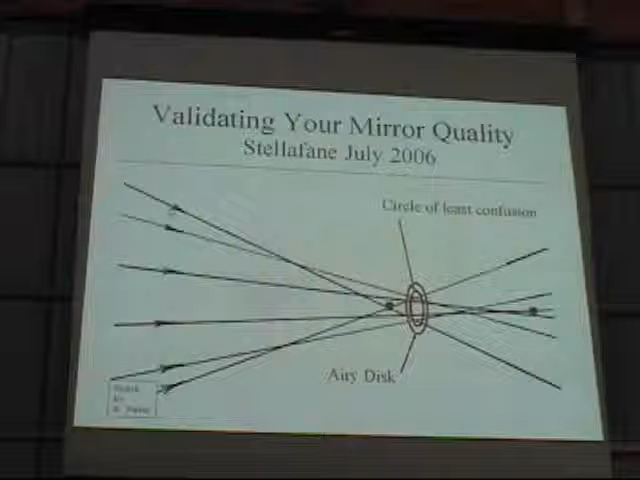 Validating Your Mirror Quality
Stellafane July 2006
Circle of least confusion
Airy Disk